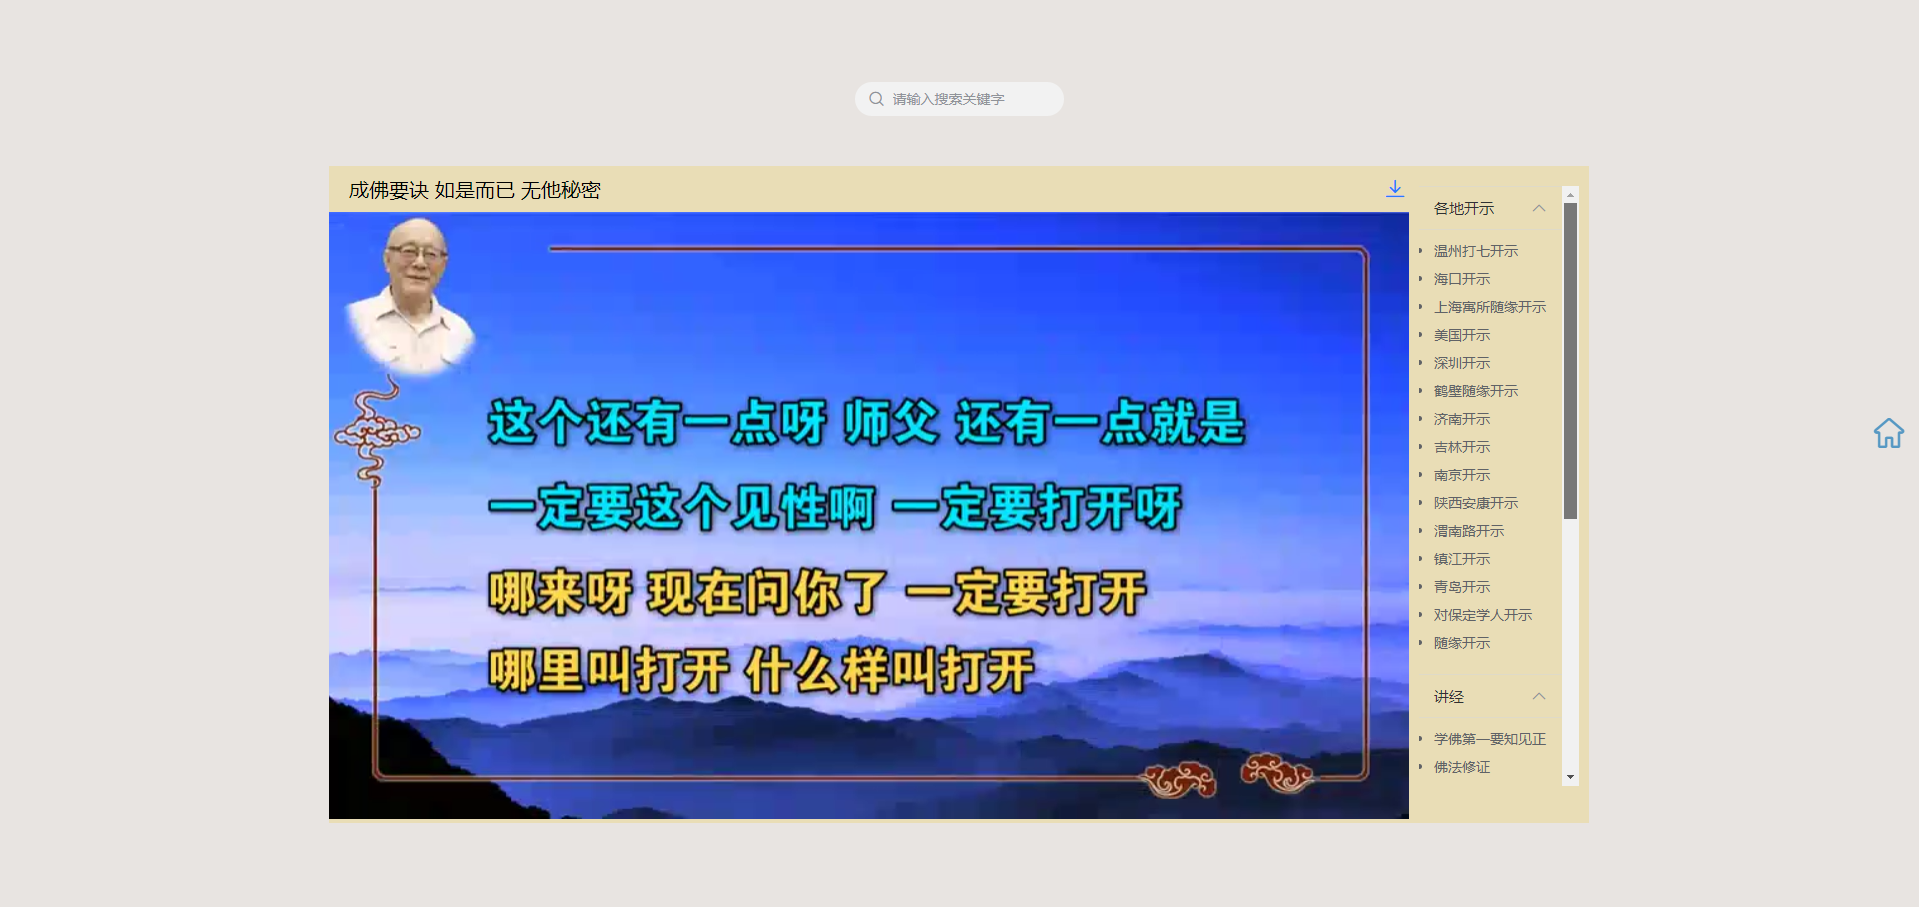 请输入搜索关键字
成佛要诀 如是而已 无他秘密
这个还有一点呀 师父 还有一点就是
一定要这个见性啊 一定要打开呀
哪来呀 现在问你了 一定要打开
哪里叫打开 什么样叫打开
各地开示
温州打七开示
海口开示
上海寓所随缘开示
美国开示
深圳开示
鹤壁随缘开示
济南开示
吉林开示
南京开示
陕西安康开示
渭南路开示
镇江开示
青岛开示
对保定学人开示
随缘开示
讲经
学佛第一要知见正
佛法修证